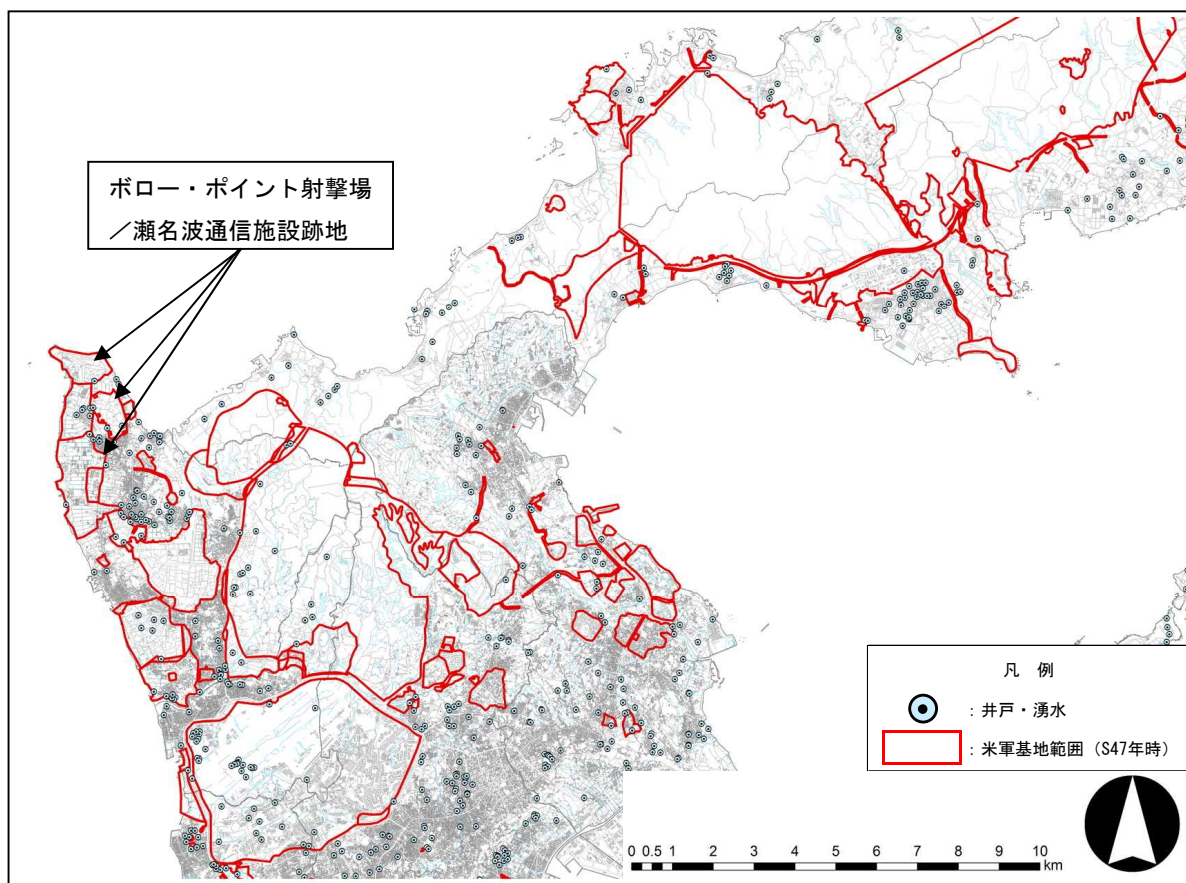 ボロー・ポイント射撃場
／瀬名波通信施設跡地
凡 例
：井戸・湧水
：米軍基地範囲（S47年時）
0 0.5 1 2 3 4 5 6 7 8 9 10
km